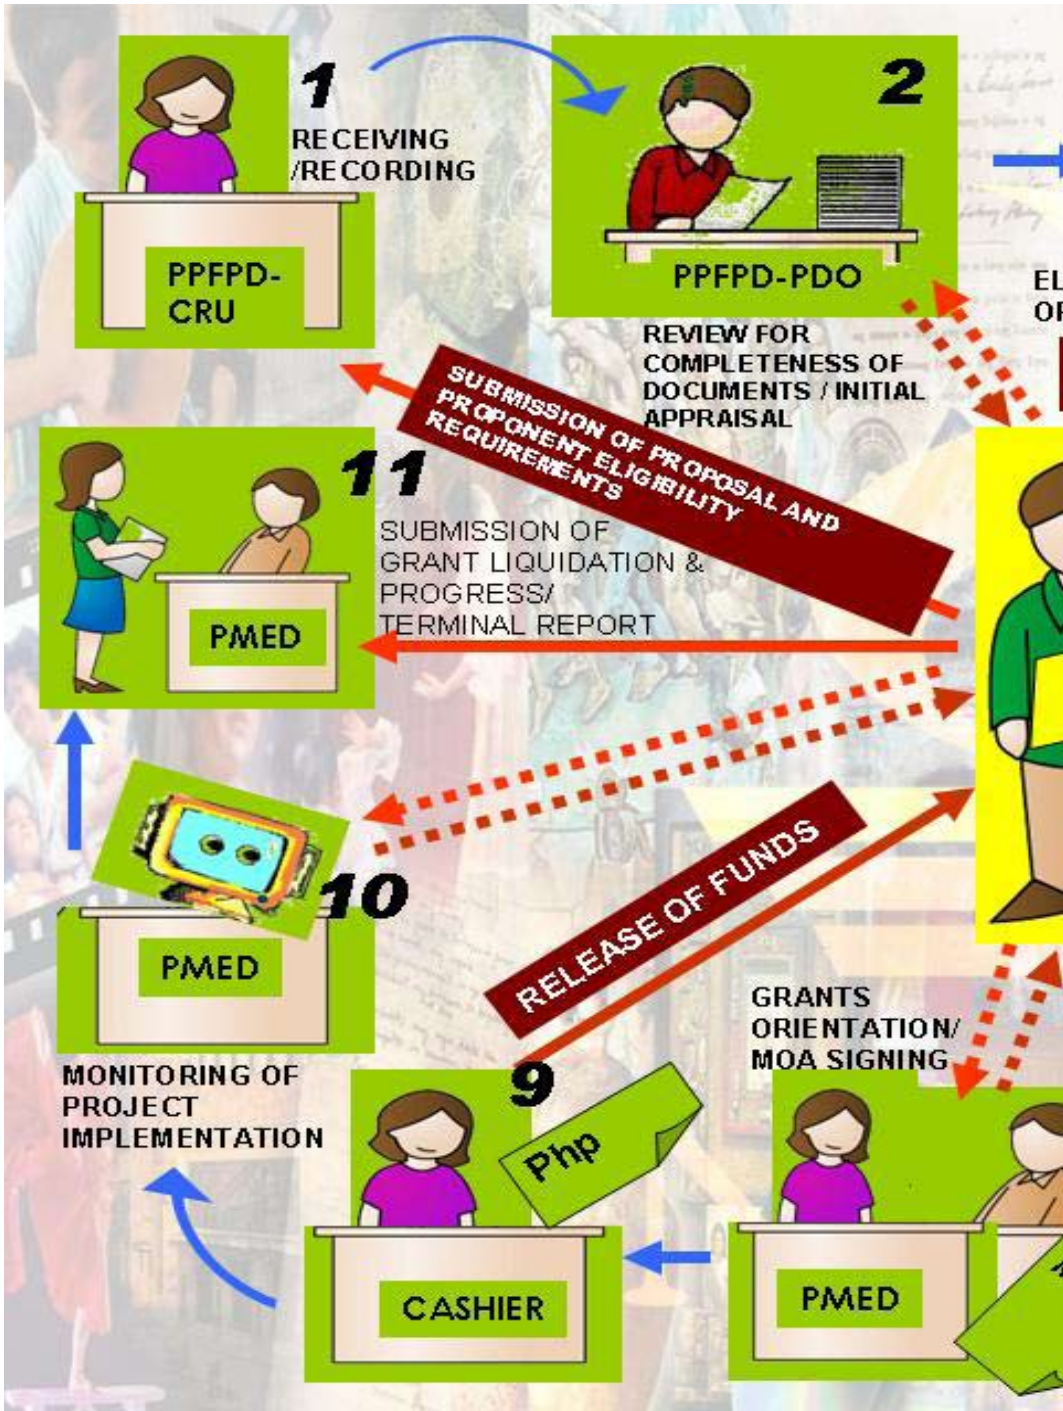 1
RECEIVING
/RECORDING
PPFPD-
CRU
2
PPFPD-PDO
REVIEW FOR
COMPLETENESS OF
DOCUMENTS / INITIAL
APPRAISAL
EL
OF
SUBMISSION OF PROPOSAL AND
PROPONENT ELIGIBILITY
REQUIREMENTS
11
SUBMISSION OF
GRANT LIQUIDATION &
PROGRESS/
TERMINAL REPORT
PMED
10
PMED
MONITORING OF
PROJECT
IMPLEMENTATION
RELEASE OF FUNDS
9
Php
CASHIER
GRANTS
ORIENTATION/
MOA SIGNING
PMED